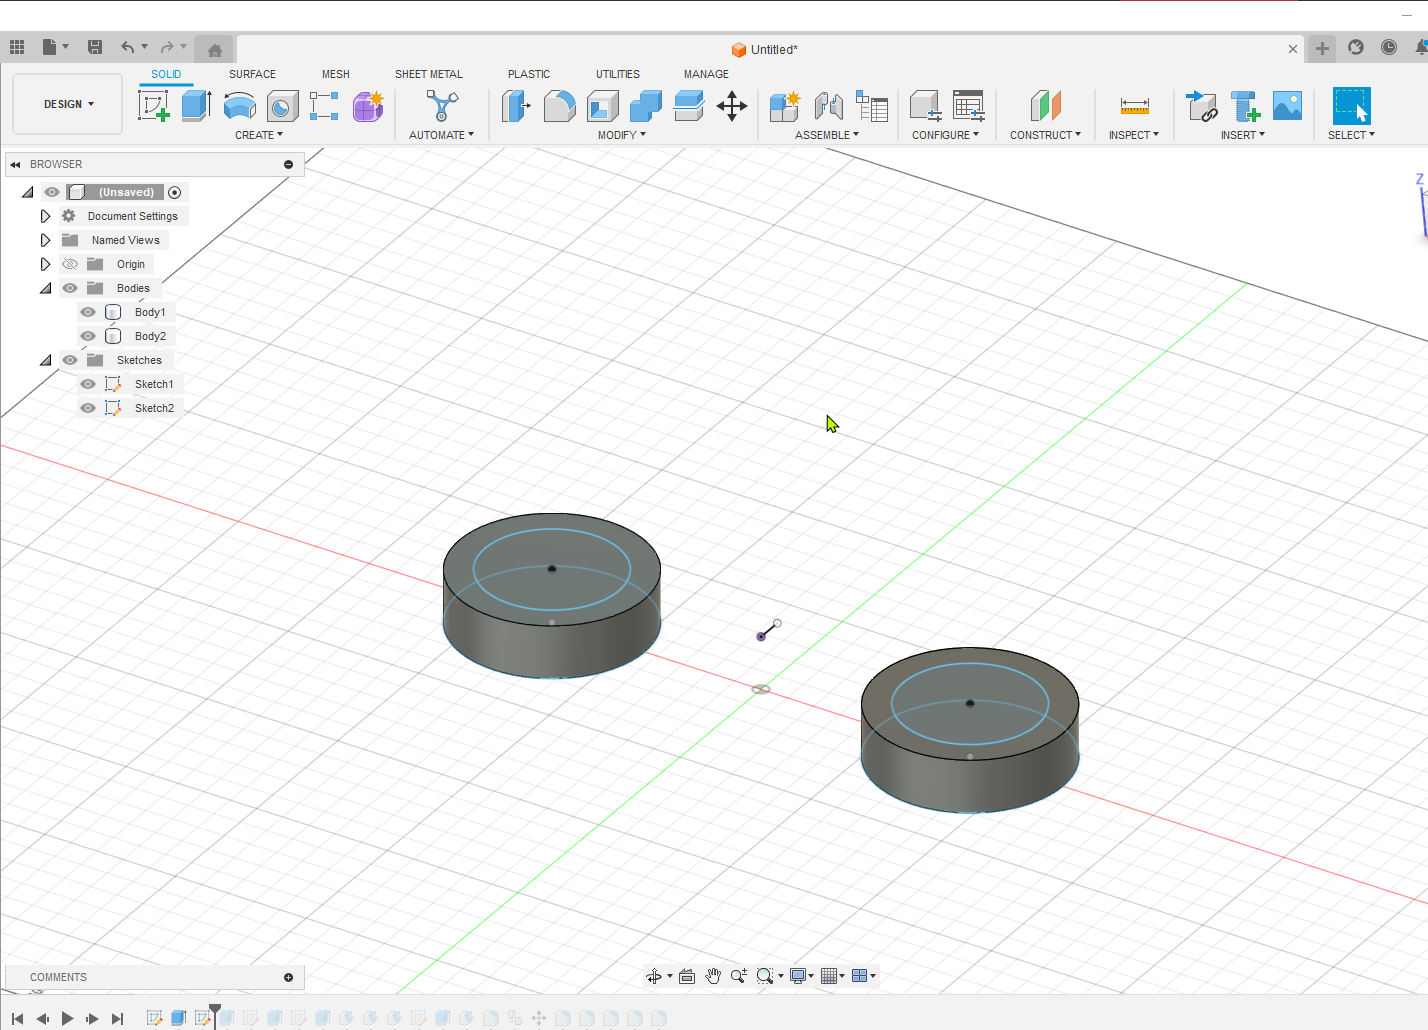 Untitled*
SOLID SURFACE MESH SHEET METAL PLASTIC UTILITIES MANAGE
DESIGN
CREATE AUTOMATE MODIFY ASSEMBLE CONFIGURE CONSTRUCT INSPECT INSERT SELECT
BROWSER
(Unsaved)
Document Settings
Named Views
Origin
Bodies
Body1
Body2
Sketches
Sketch1
Sketch2
Z
COMMENTS